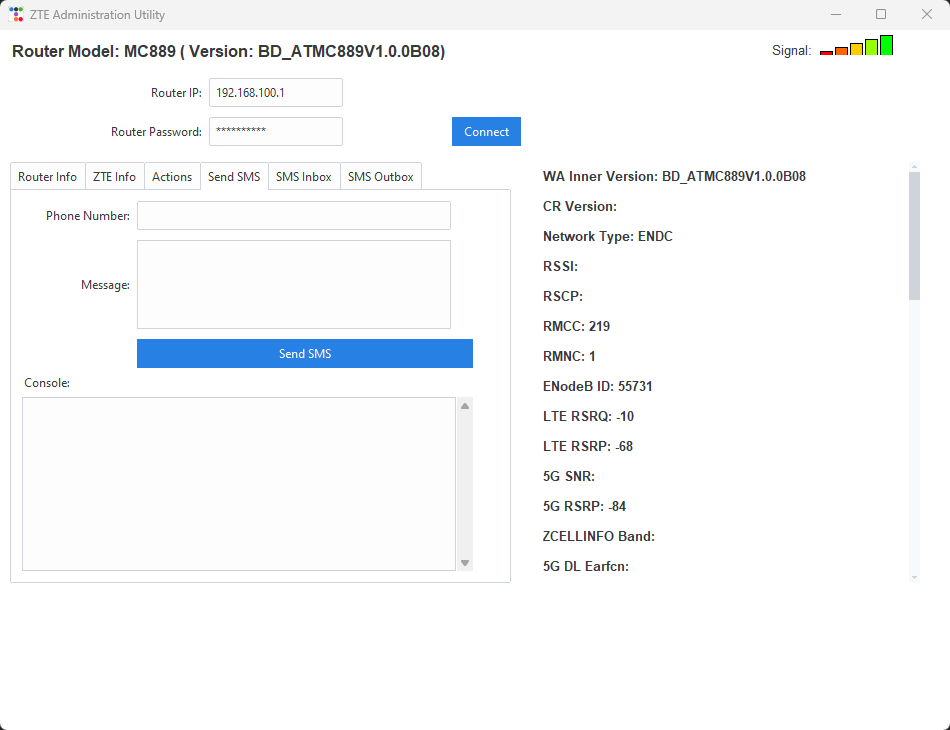 ZTE Administration Utility
Router Model: MC889 ( Version: BD_ATMC889V1.0.0B08)
Signal:
Router IP: 192.168.100.1
Router Password: **********
Connect
Router Info ZTE Info Actions Send SMS SMS Inbox SMS Outbox
Phone Number:
Message:
Send SMS
Console:
WA Inner Version: BD_ATMC889V1.0.0B08
CR Version:
Network Type: ENDC
RSSI:
RSCP:
RMCC: 219
RMNC: 1
ENodeB ID: 55731
LTE RSRQ: -10
LTE RSRP: -68
5G SNR:
5G RSRP: -84
ZCELLINFO Band:
5G DL Earfcn: